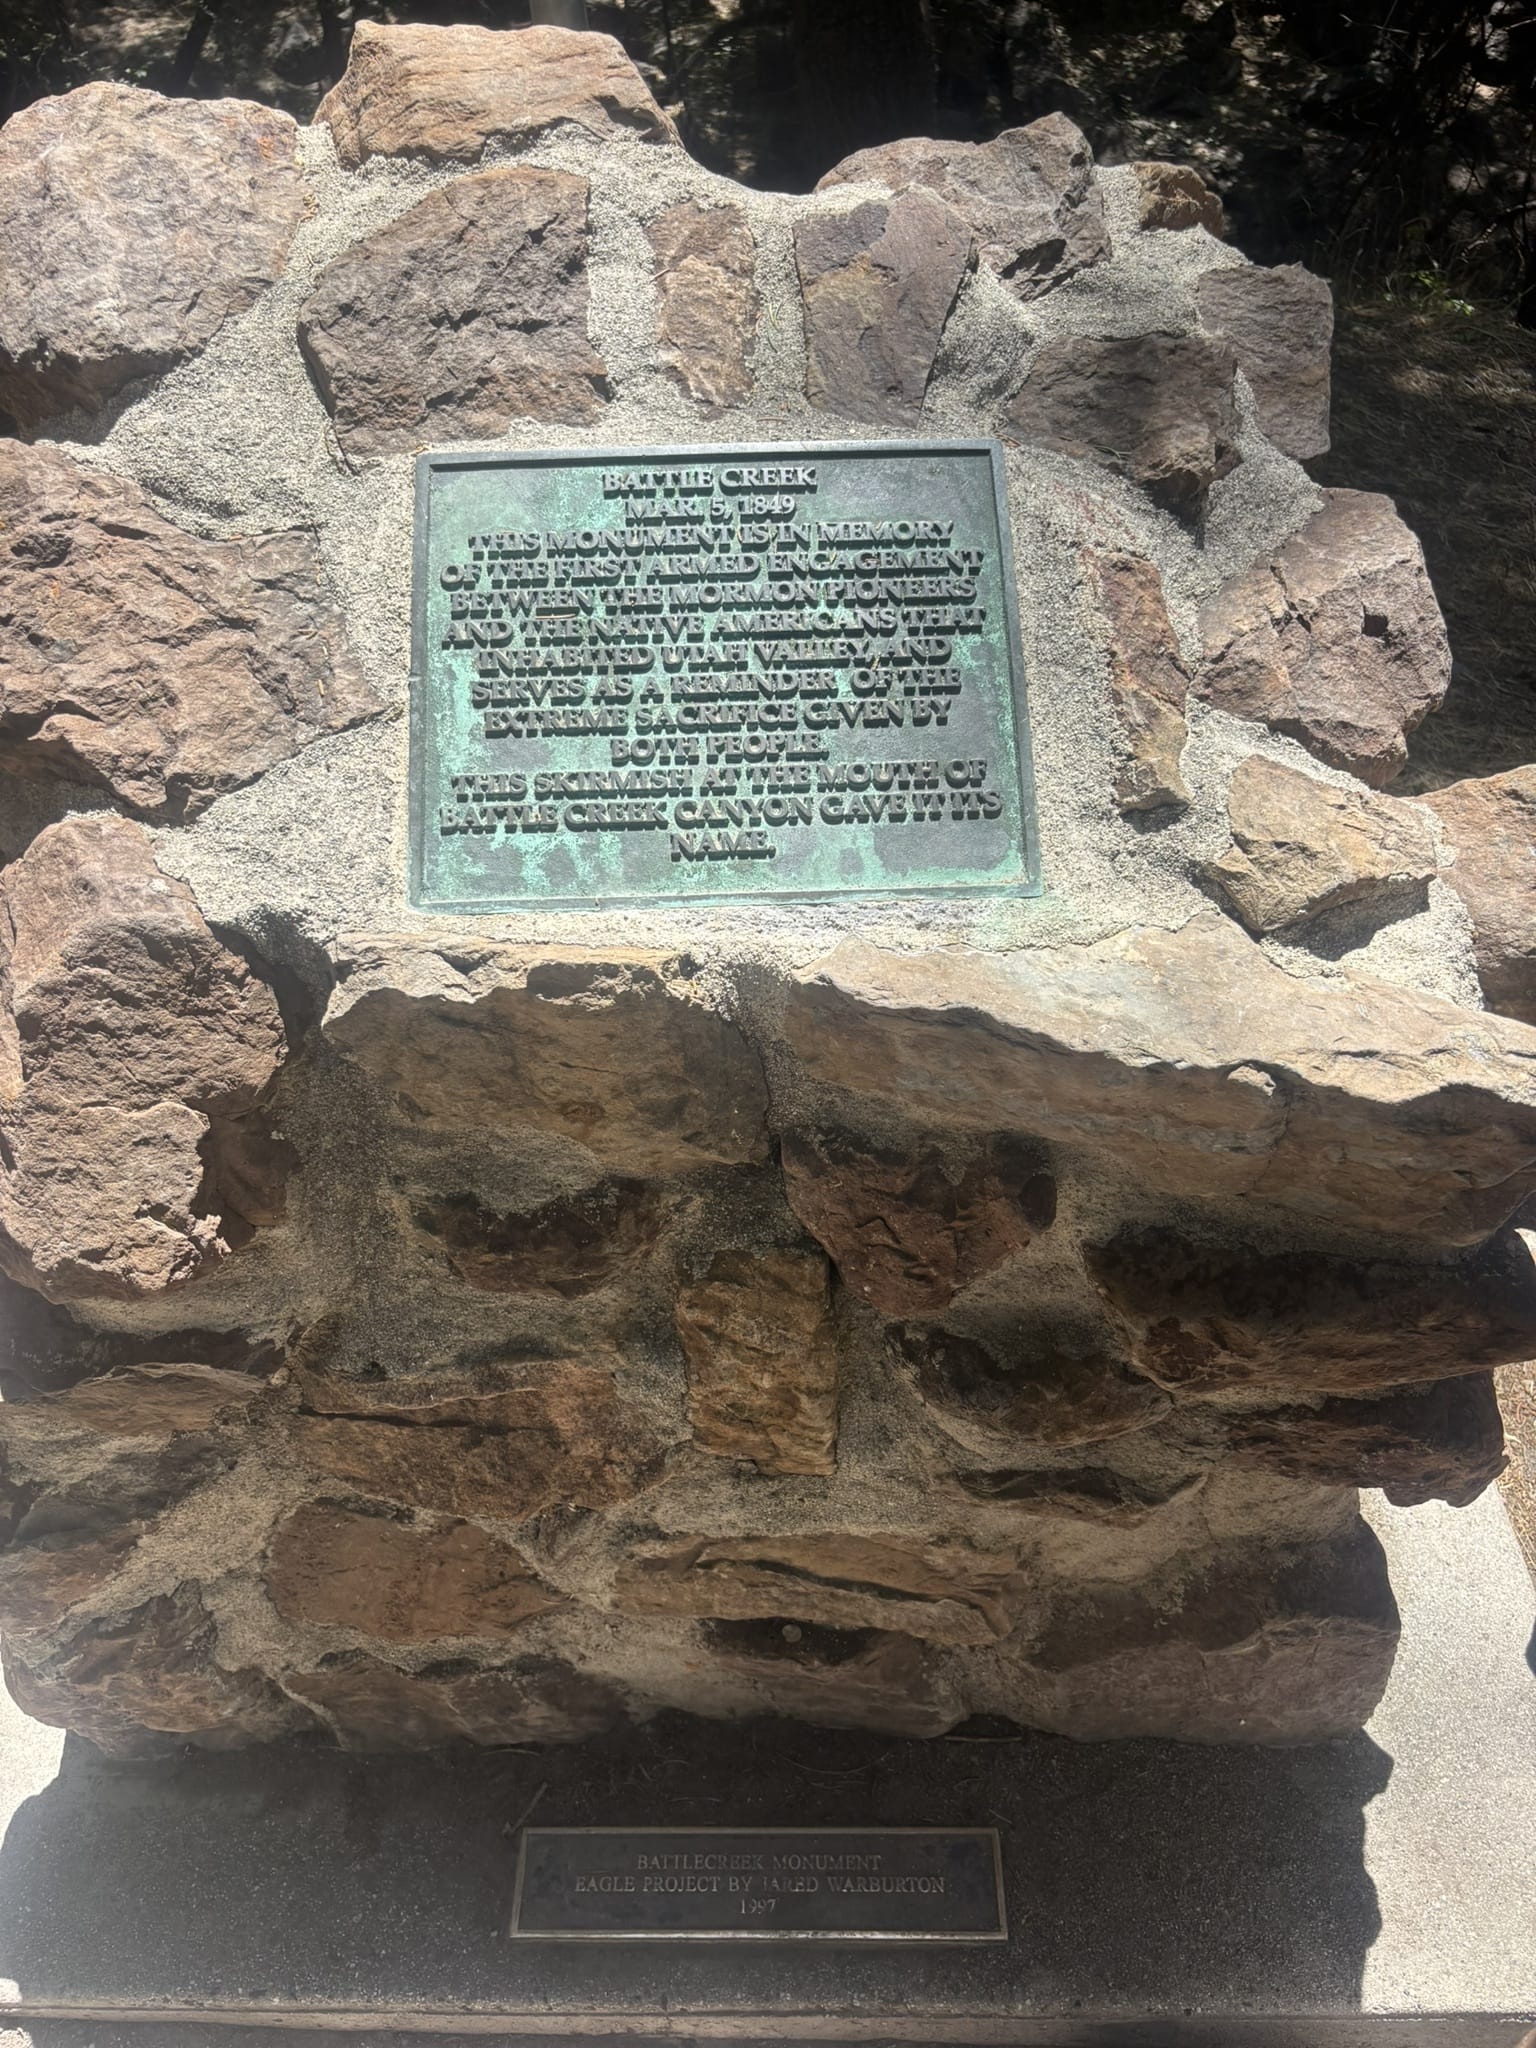 BATTLE CREEK
MAR. 5, 1849
THIS MONUMENT IS IN MEMORY
OF THE FIRST ARMED ENGAGEMENT
BETWEEN THE MORMON PIONEERS
AND THE NATIVE AMERICANS THAT
INHABITED UTAH VALLEY, AND
SERVES AS A REMINDER OF THE
EXTREME SACRIFICE GIVEN BY
BOTH PEOPLE.
THIS SKIRMISH AT THE MOUTH OF
BATTLE CREEK CANYON GAVE IT ITS
NAME.
BATTLECREEK MONUMENT
EAGLE PROJECT BY JARED WARBURTON
1997